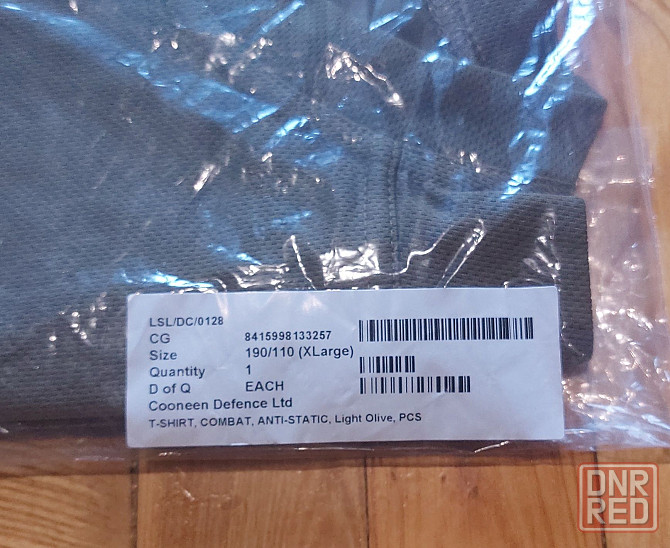 LSL/DC/0128
CG 8415998133257
Size 190/110 (XLarge)
Quantity 1
D of Q EACH
Cooneen Defence Ltd
T-SHIRT, COMBAT, ANTI-STATIC, Light Olive, PCS
DNR
RED